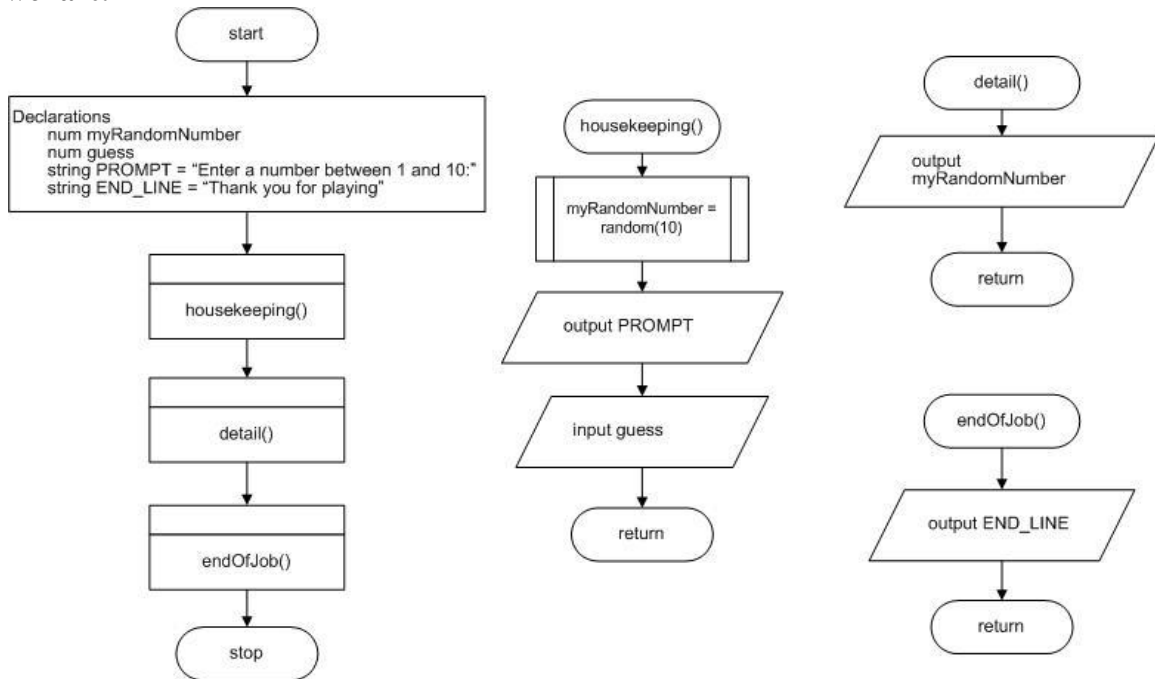 start
Declarations
num myRandomNumber
num guess
string PROMPT = “Enter a number between 1 and 10:”
string END_LINE = “Thank you for playing”
housekeeping()
detail()
endOfJob()
stop
housekeeping()
myRandomNumber =
random(10)
output PROMPT
input guess
return
detail()
output
myRandomNumber
return
endOfJob()
output END_LINE
return